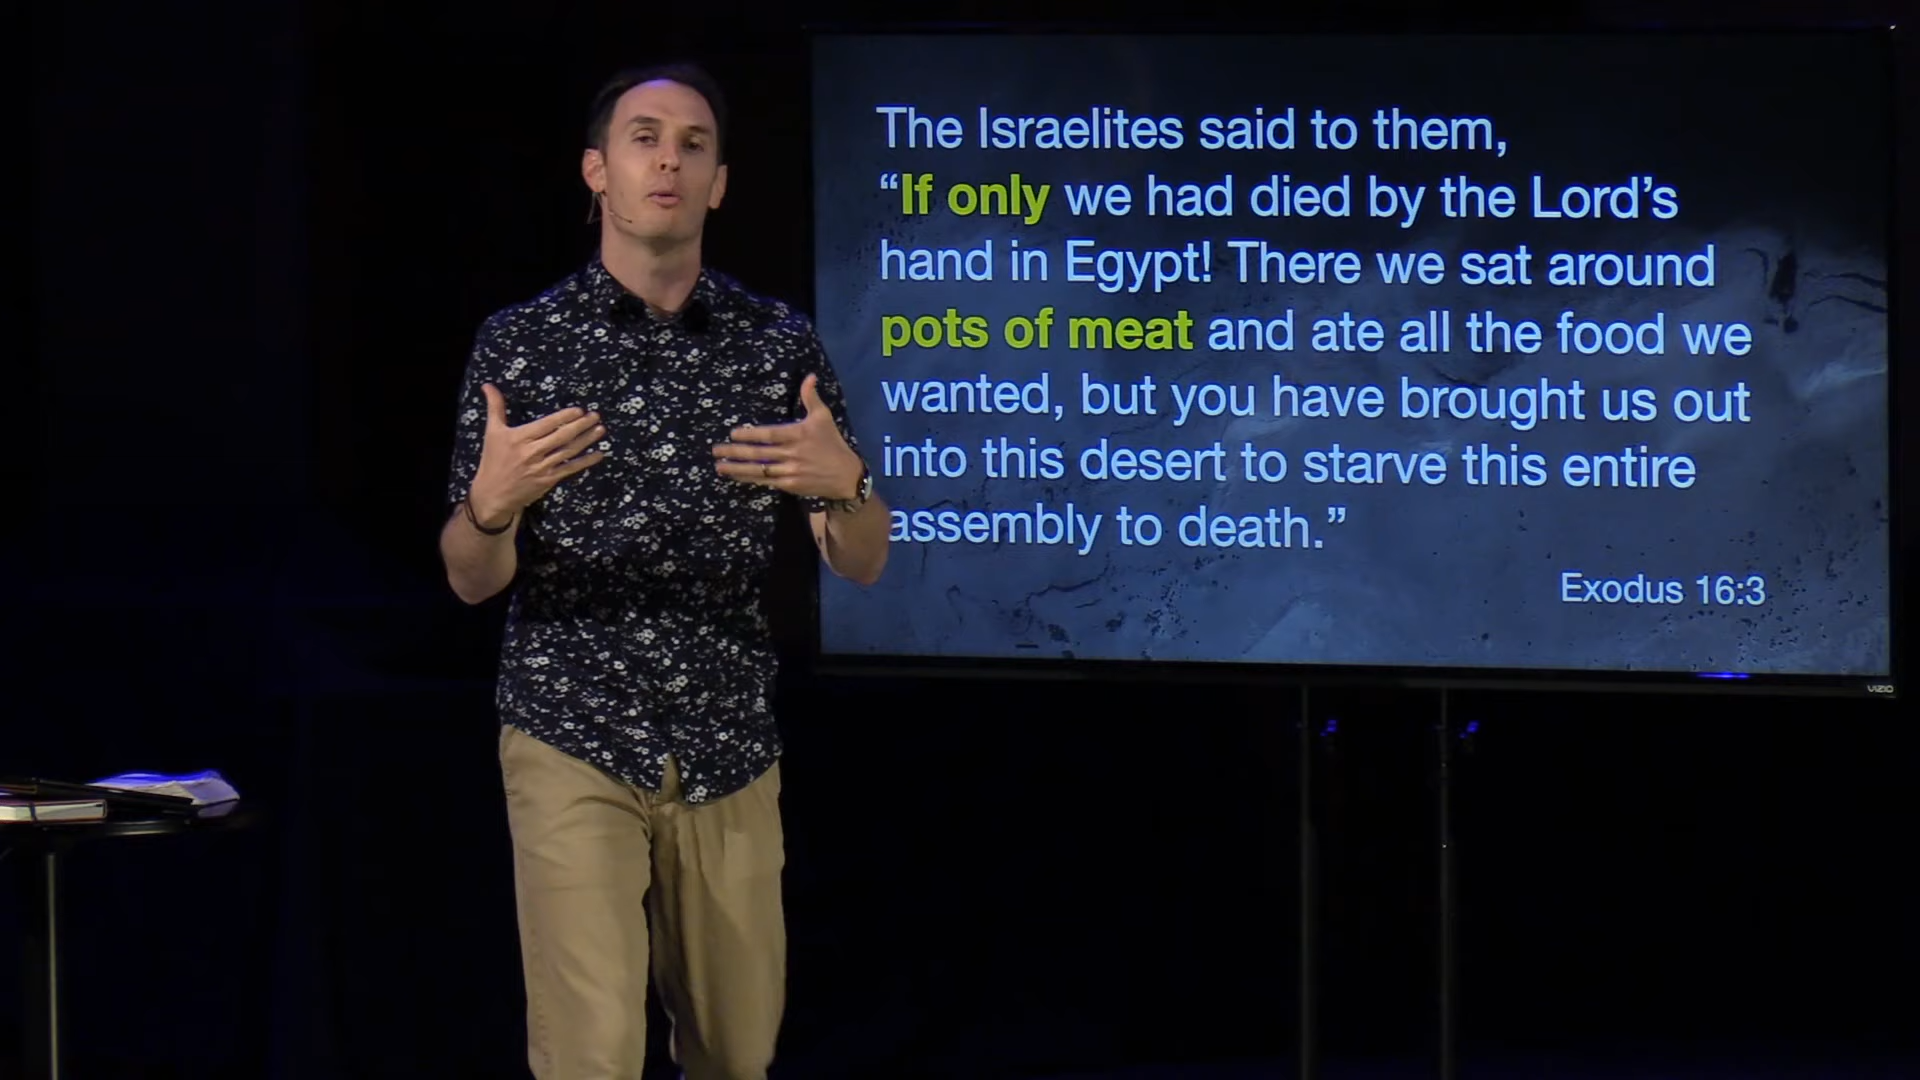 The Israelites said to them,
“If only we had died by the Lord’s
hand in Egypt! There we sat around
pots of meat and ate all the food we
wanted, but you have brought us out
into this desert to starve this entire
assembly to death.”
Exodus 16:3
VIZIO